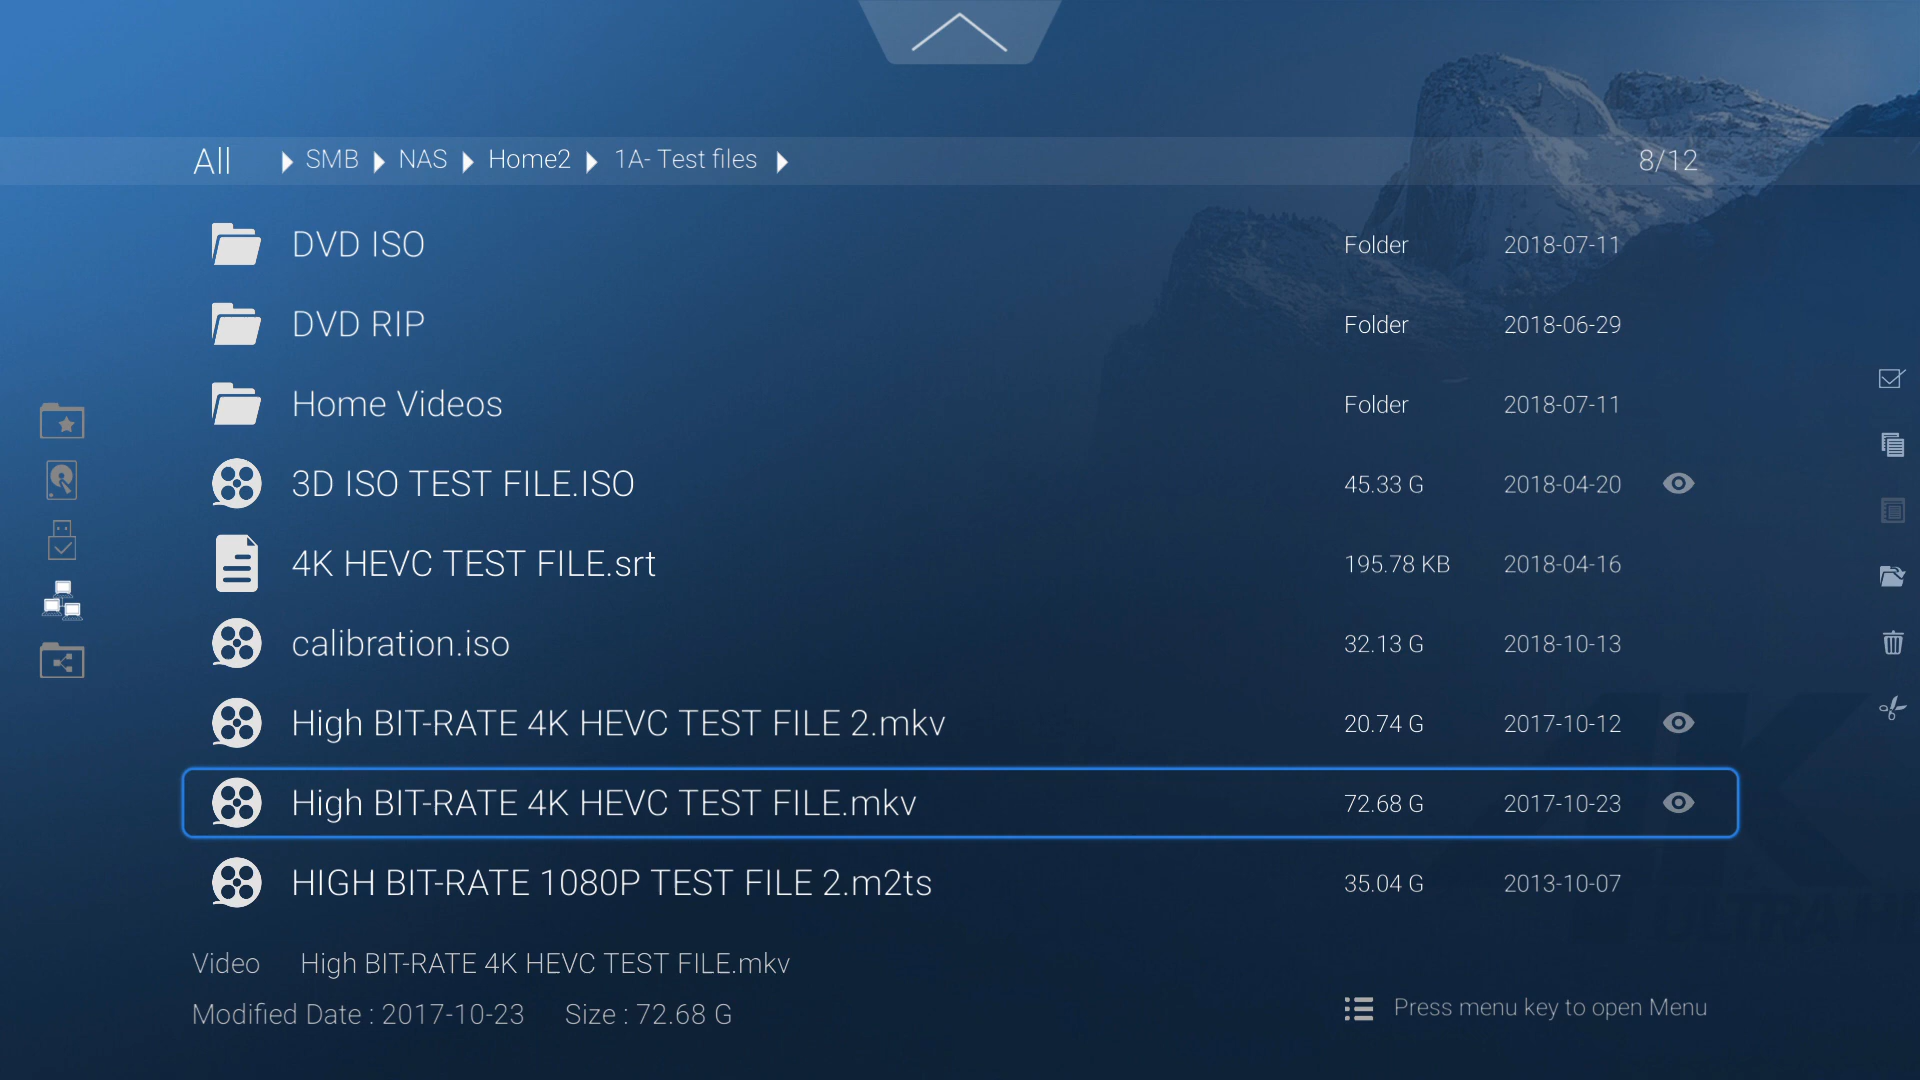 All SMB NAS Home2 1A- Test files 8/12
DVD ISO Folder 2018-07-11
DVD RIP Folder 2018-06-29
Home Videos Folder 2018-07-11
3D ISO TEST FILE.ISO 45.33 G 2018-04-20
4K HEVC TEST FILE.srt 195.78 KB 2018-04-16
calibration.iso 32.13 G 2018-10-13
High BIT-RATE 4K HEVC TEST FILE 2.mkv 20.74 G 2017-10-12
High BIT-RATE 4K HEVC TEST FILE.mkv 72.68 G 2017-10-23
HIGH BIT-RATE 1080P TEST FILE 2.m2ts 35.04 G 2013-10-07
Video High BIT-RATE 4K HEVC TEST FILE.mkv
Modified Date : 2017-10-23 Size : 72.68 G
Press menu key to open Menu
4K